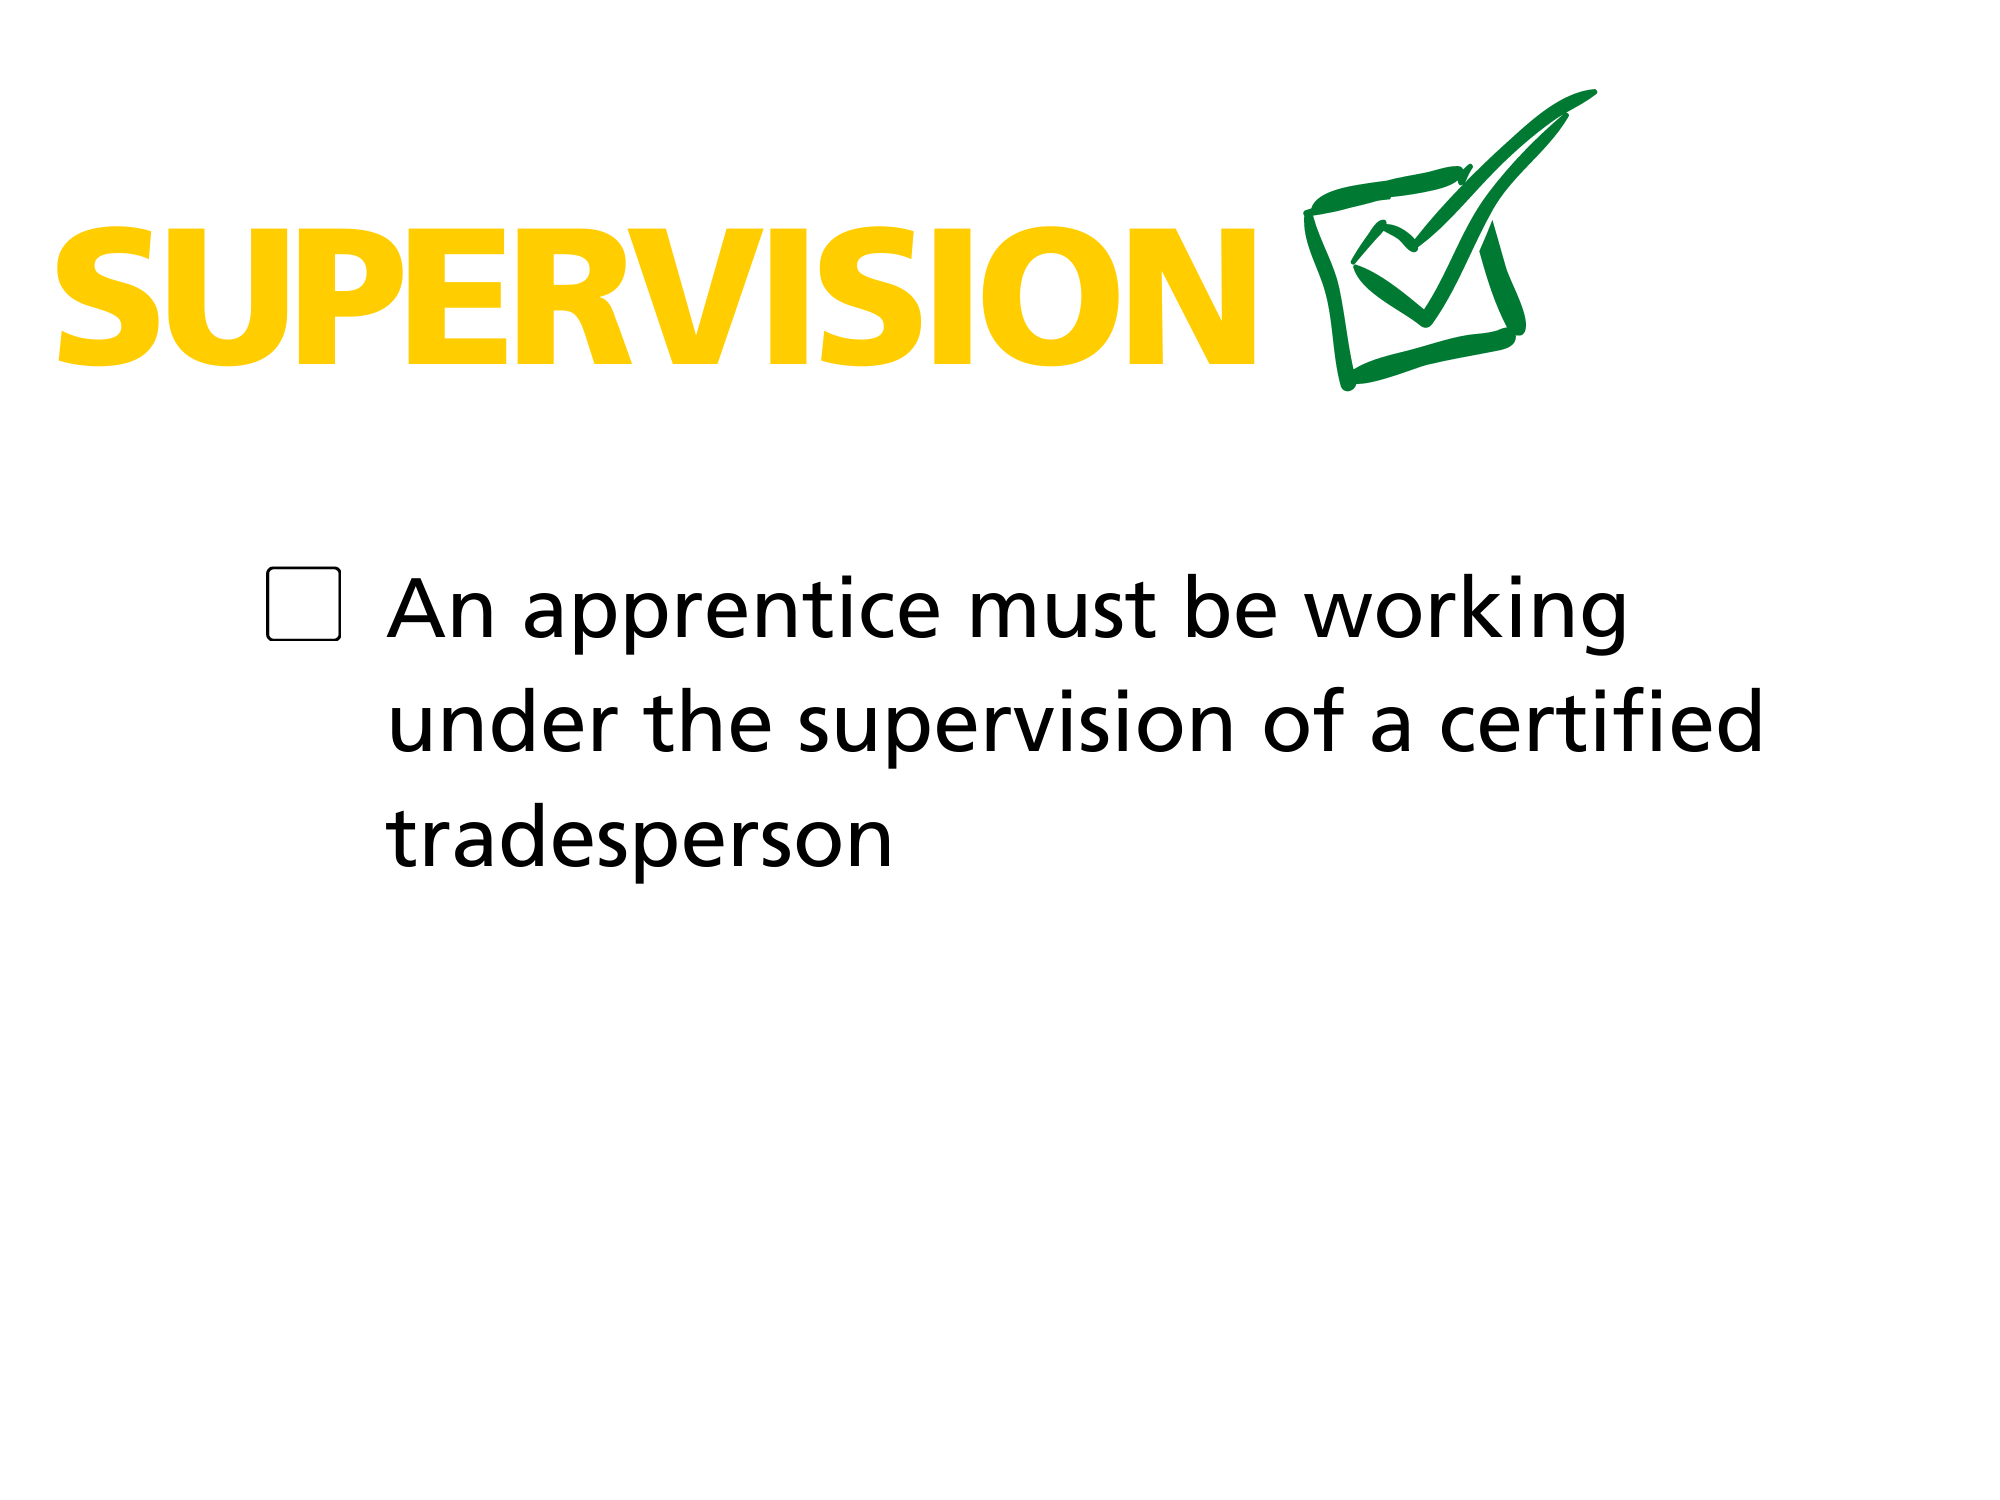 SUPERVISION
An apprentice must be working
under the supervision of a certified
tradesperson